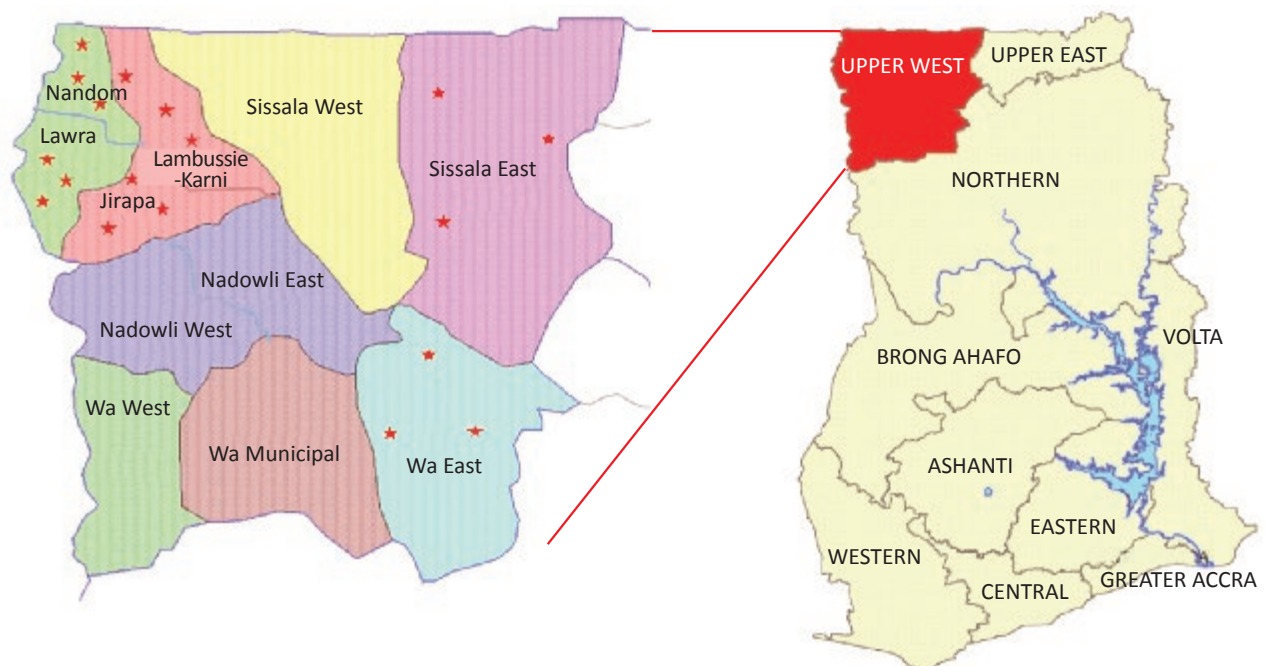 Nandom
Lawra
Lambussie
-Karni
Jirapa
Sissala West
Sissala East
Nadowli East
Nadowli West
Wa West
Wa Municipal
Wa East
UPPER WEST
UPPER EAST
NORTHERN
BRONG AHAFO
VOLTA
ASHANTI
EASTERN
WESTERN
CENTRAL
GREATER ACCRA